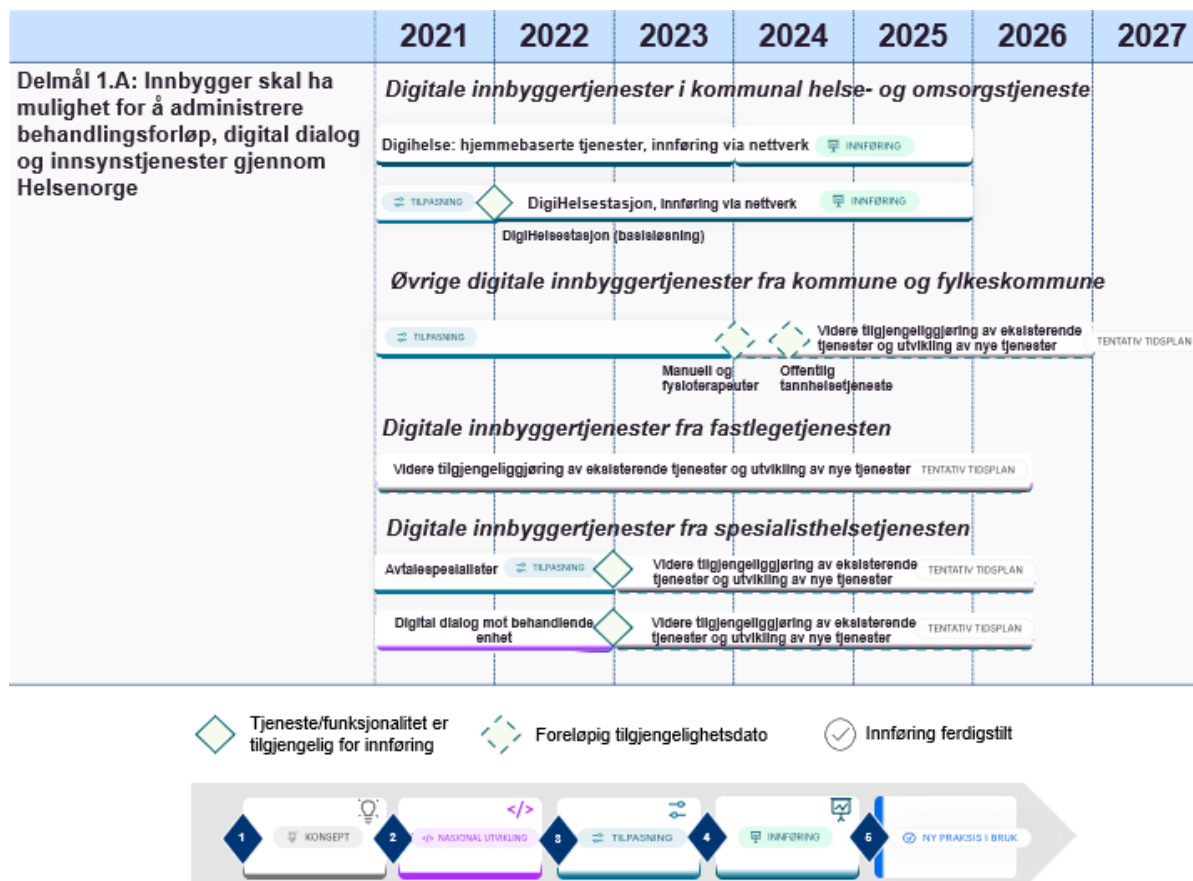 2021 2022 2023 2024 2025 2026 2027
Delmål 1.A: Innbygger skal ha
mulighet for å administrere
behandlingsforløp, digital dialog
og innsynstjenester gjennom
Helsenorge
Digitale innbyggertjenester i kommunal helse- og omsorgstjeneste
Digihelse: hjemmebaserte tjenester, innføring via nettverk INNFØRING
TILPASNING DigiHelsestasjon, innføring via nettverk INNFØRING
DigiHelsestasjon (basisløsning)
Øvrige digitale innbyggertjenester fra kommune og fylkeskommune
TILPASNING
Videre tilgjengeliggjøring av eksisterende
tjenester og utvikling av nye tjenester
TENTATIV TIDSPLAN
Manuell og
fysioterapeuter
Offentlig
tannhelsetjeneste
Digitale innbyggertjenester fra fastlegetjenesten
Videre tilgjengeliggjøring av eksisterende tjenester og utvikling av nye tjenester TENTATIV TIDSPLAN
Digitale innbyggertjenester fra spesialisthelsetjenesten
Avtalespesialister TILPASNING
Videre tilgjengeliggjøring av eksisterende
tjenester og utvikling av nye tjenester
TENTATIV TIDSPLAN
Digital dialog mot behandlende
enhet
Videre tilgjengeliggjøring av eksisterende
tjenester og utvikling av nye tjenester
TENTATIV TIDSPLAN
Tjeneste/funksjonalitet er
tilgjengelig for innføring
Foreløpig tilgjengelighetsdato
Innføring ferdigstilt
1 KONSEPT 2 </> NASJONAL UTVIKLING 3 TILPASNING 4 INNFØRING 5 NY PRAKSIS I BRUK